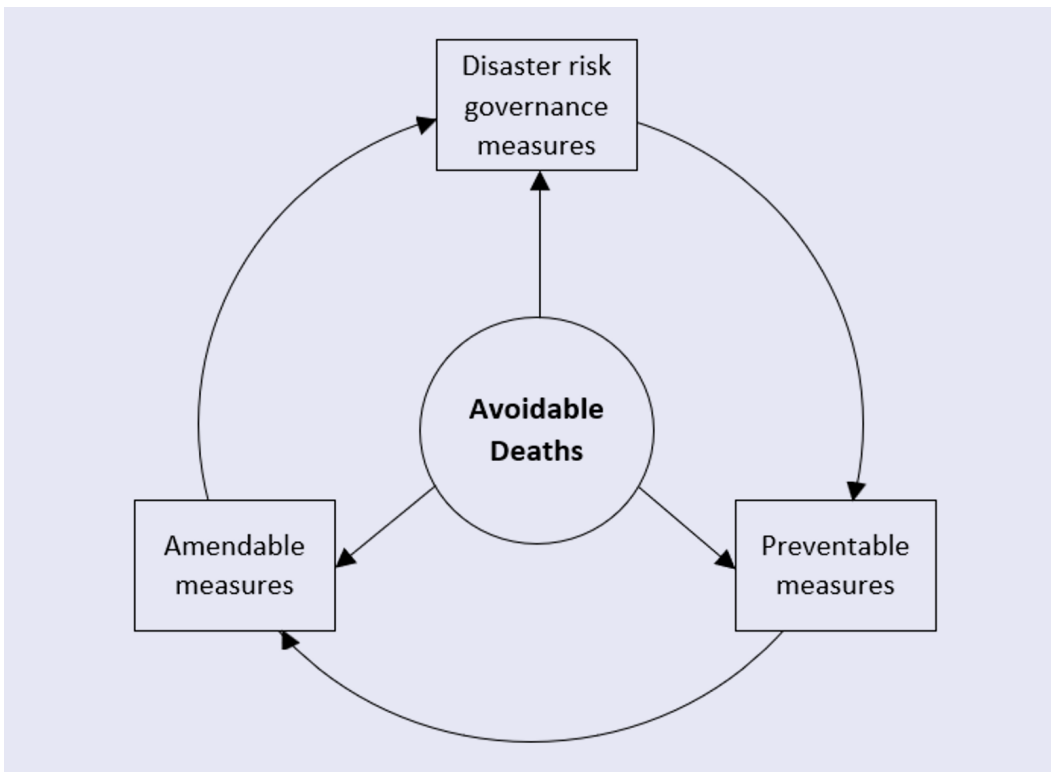 Disaster risk
governance
measures
Avoidable
Deaths
Amendable
measures
Preventable
measures